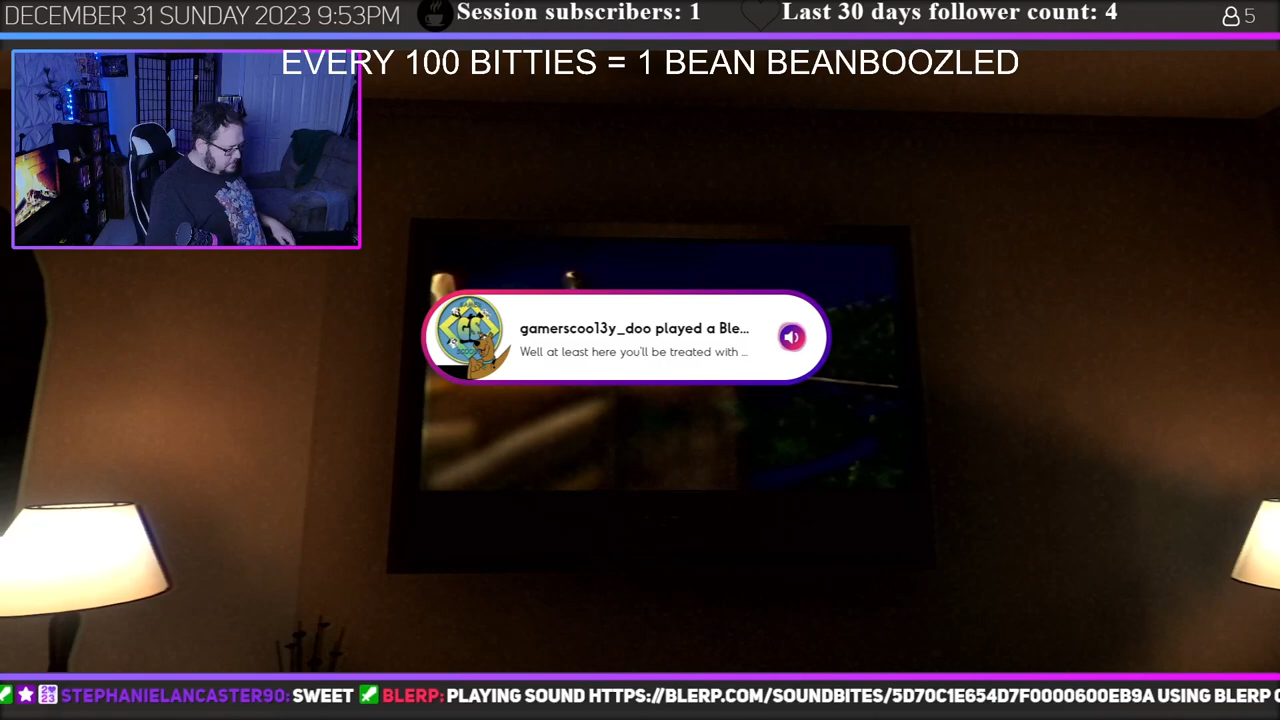 DECEMBER 31 SUNDAY 2023 9:53PM
Session subscribers: 1
Last 30 days follower count: 4
5
EVERY 100 BITTIES = 1 BEAN BEANBOOZLED
GS
gamerscoo13y_doo played a Ble...
Well at least here you'll be treated with ...
2023 STEPHANIELANCASTER90: SWEET BLERP: PLAYING SOUND HTTPS://BLERP.COM/SOUNDBITES/5D70C1E654D7F0000600EB9A USING BLERP